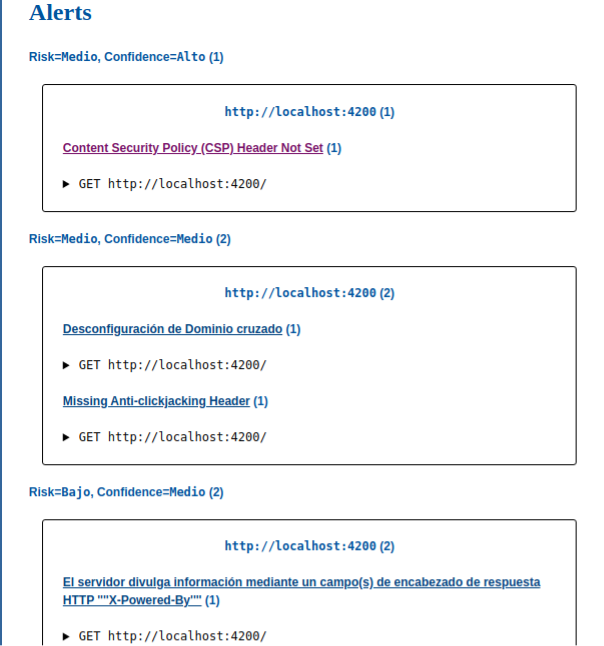 Alerts
Risk=Medio, Confidence=Alto (1)
http://localhost:4200 (1)
Content Security Policy (CSP) Header Not Set (1)
▶ GET http://localhost:4200/
Risk=Medio, Confidence=Medio (2)
http://localhost:4200 (2)
Desconfiguración de Dominio cruzado (1)
▶ GET http://localhost:4200/
Missing Anti-clickjacking Header (1)
▶ GET http://localhost:4200/
Risk=Bajo, Confidence=Medio (2)
http://localhost:4200 (2)
El servidor divulga información mediante un campo(s) de encabezado de respuesta
HTTP ""X-Powered-By"" (1)
▶ GET http://localhost:4200/